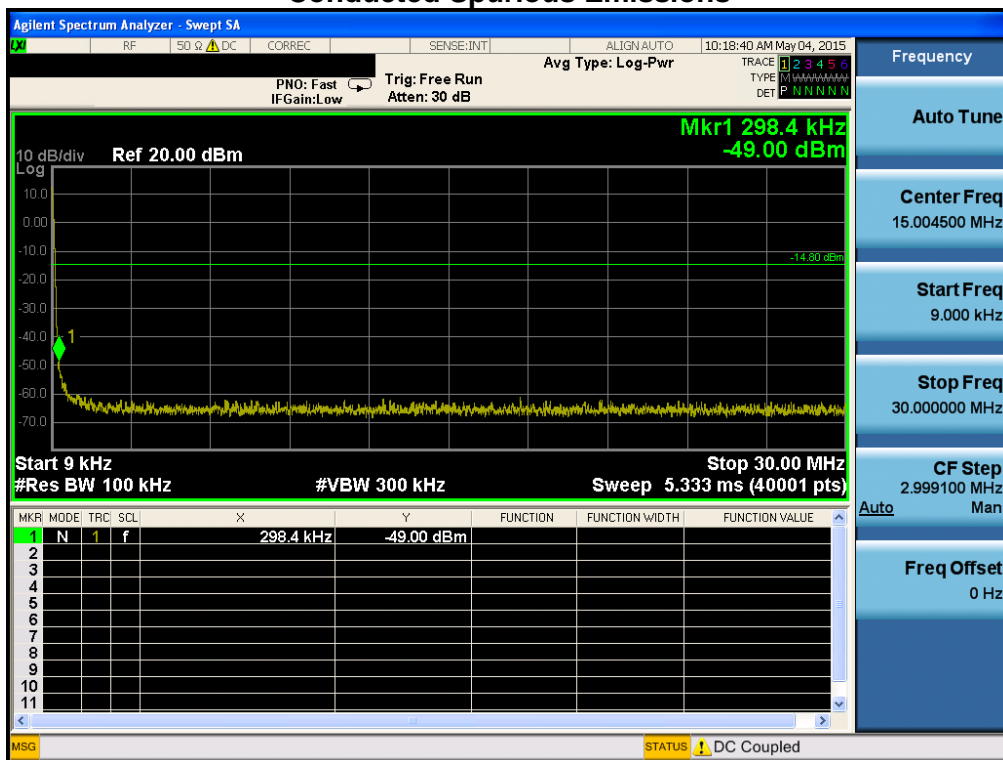 Conducted Spurious Emissions
Agilent Spectrum Analyzer - Swept SA
LXI RF 50 Ω DC CORREC SENSE:INT ALIGNAUTO 10:18:40 AM May 04, 2015
Frequency
Avg Type: Log-Pwr
TRACE 1 2 3 4 5 6
PNO: Fast Trig: Free Run
TYPE M
IFGain:Low Atten: 30 dB
DET P N N N N N
Auto Tune
Mkr1 298.4 kHz
-49.00 dBm
10 dB/div Ref 20.00 dBm
Log
10.0
0.00
-10.0
-14.80 dBm
-20.0
-30.0
-40.0
1
-50.0
-60.0
-70.0
Center Freq
15.004500 MHz
Start Freq
9.000 kHz
Stop Freq
30.000000 MHz
Start 9 kHz Stop 30.00 MHz
#Res BW 100 kHz #VBW 300 kHz Sweep 5.333 ms (40001 pts)
CF Step
2.999100 MHz
Auto Man
MKR MODE TRC SCL X Y FUNCTION FUNCTION WIDTH FUNCTION VALUE
1 N 1 f 298.4 kHz -49.00 dBm
2
3
4
5
6
7
8
9
10
11
Freq Offset
0 Hz
MSG STATUS DC Coupled